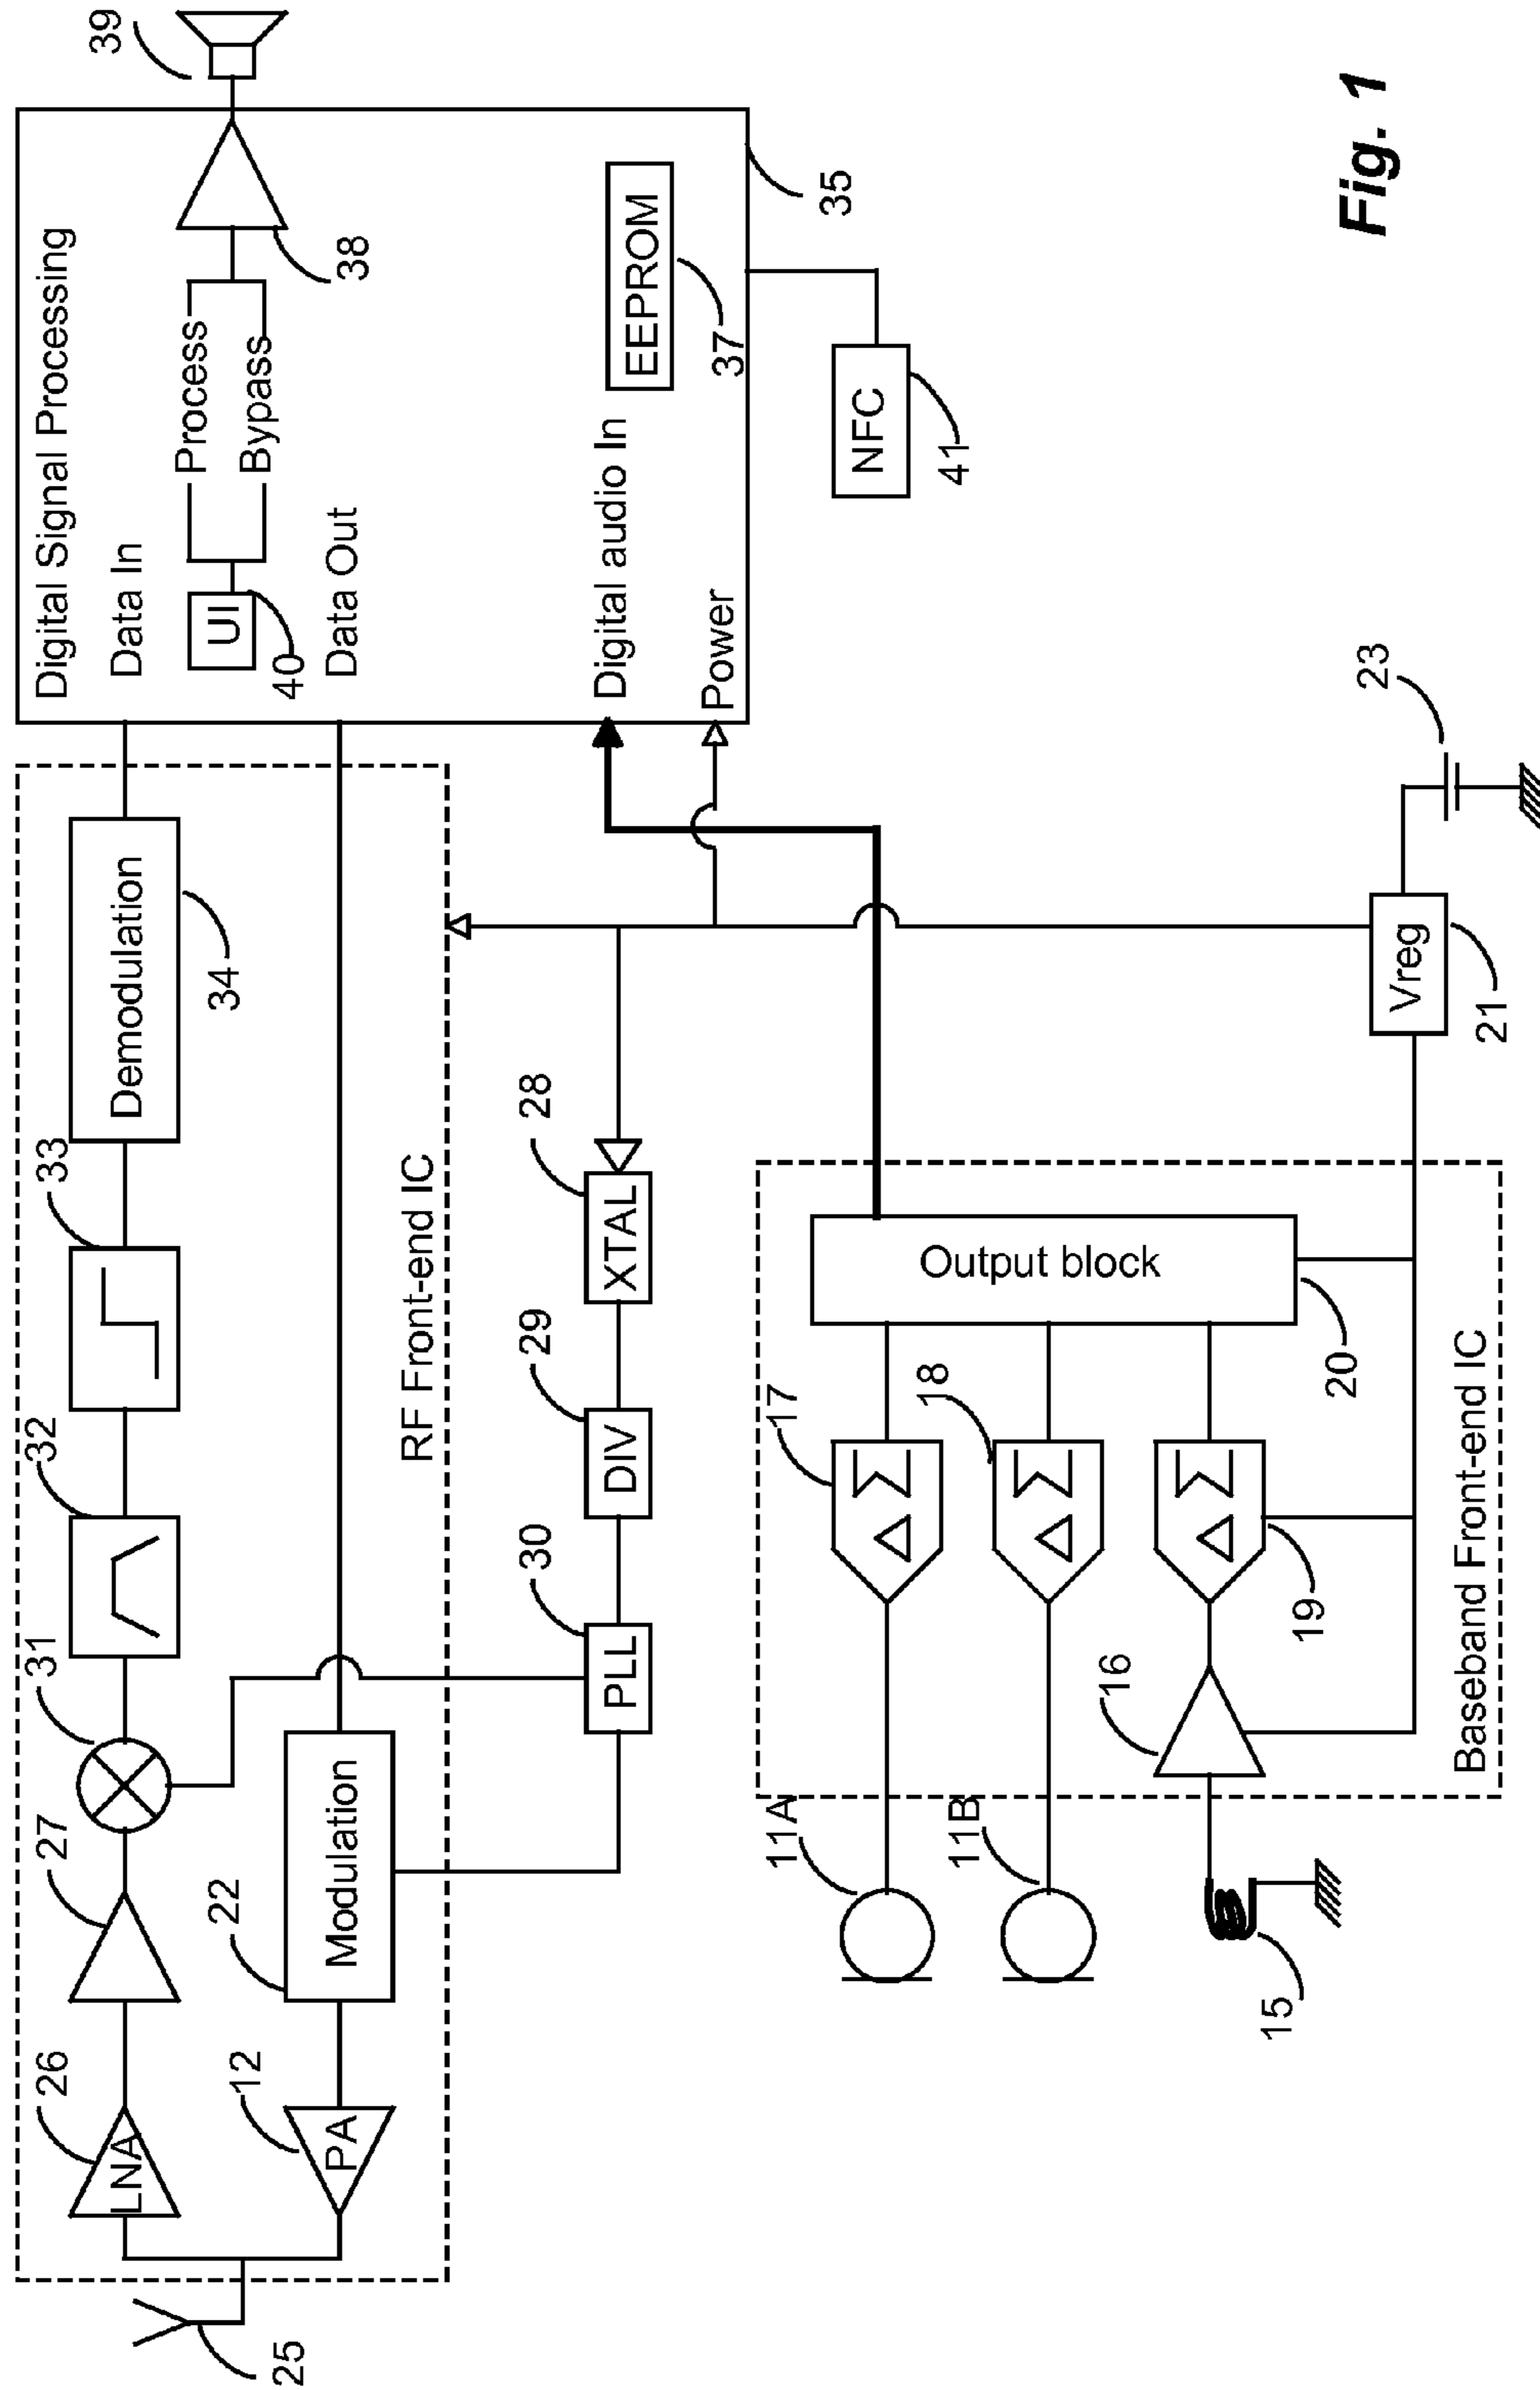 25
26
LNA
27
31
32
33
Demodulation
34
12
PA
22
Modulation
RF Front-end IC
30
PLL
29
DIV
28
XTAL
Digital Signal Processing
Data In
UI
40
Process
Bypass
38
39
Data Out
Digital audio In
EEPROM
37
Power
35
NFC
41
11A
11B
15
16
17
18
19
Output block
20
Baseband Front-end IC
Vreg
21
23
Fig. 1